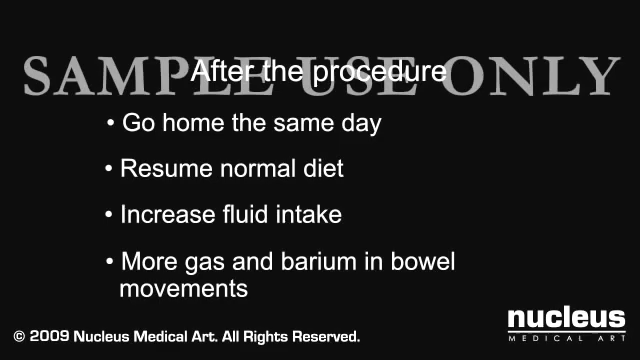 SAMPLE USE ONLY
After the procedure
• Go home the same day
• Resume normal diet
• Increase fluid intake
• More gas and barium in bowel
movements
© 2009 Nucleus Medical Art. All Rights Reserved.
nucleus
MEDICAL ART